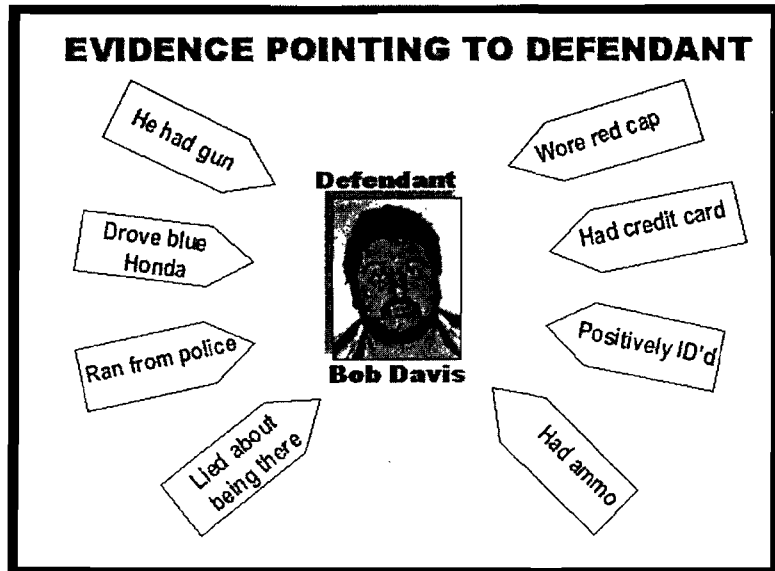 EVIDENCE POINTING TO DEFENDANT
He had gun
Drove blue
Honda
Ran from police
Lied about
being there
Defendant
Bob Davis
Wore red cap
Had credit card
Positively ID'd
Had ammo